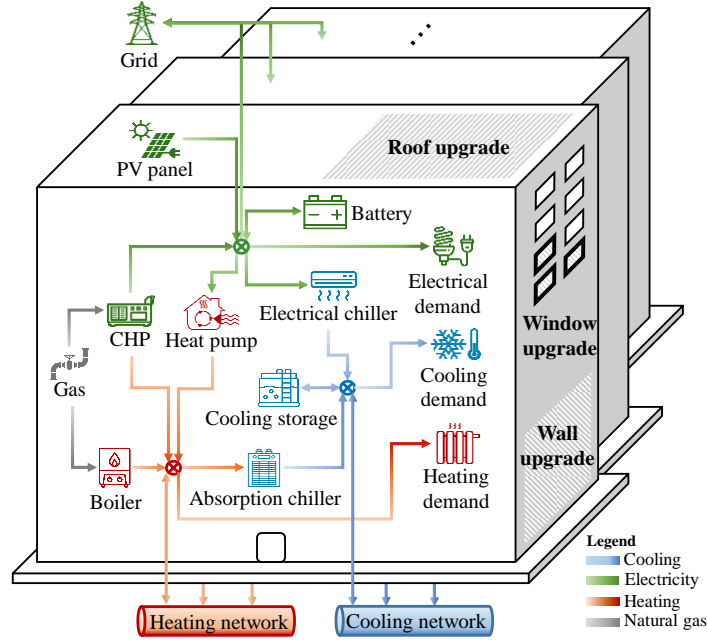 Grid
Roof upgrade
PV panel
Battery
Electrical
demand
Electrical chiller
CHP
Heat pump
Window
upgrade
Gas
Cooling
demand
Cooling storage
Wall
upgrade
Boiler
Absorption chiller
Heating
demand
Legend
Cooling
Electricity
Heating
Natural gas
Heating network
Cooling network